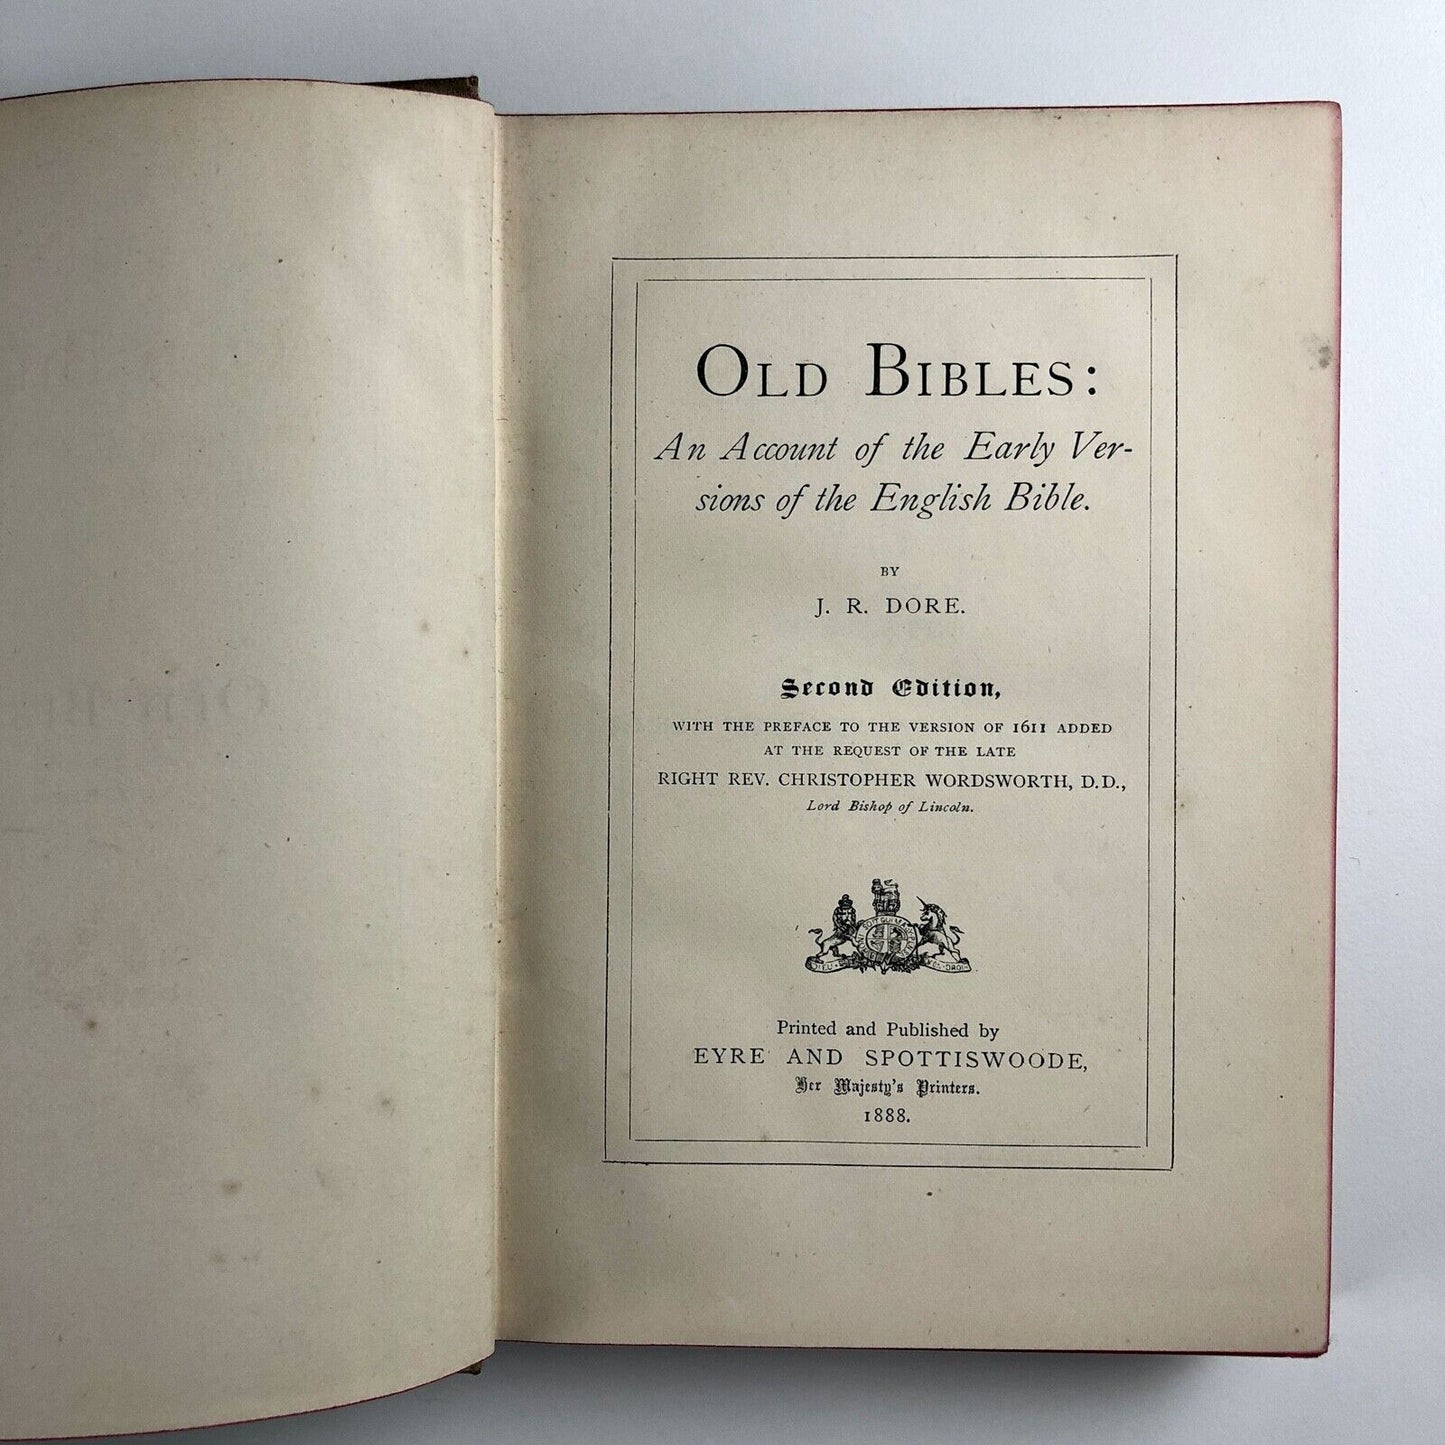 OLD BIBLES:
An Account of the Early Ver-
sions of the English Bible.
BY
J. R. DORE.
Second Edition,
WITH THE PREFACE TO THE VERSION OF 1611 ADDED
AT THE REQUEST OF THE LATE
RIGHT REV. CHRISTOPHER WORDSWORTH, D.D.,
Lord Bishop of Lincoln.
Printed and Published by
EYRE AND SPOTTISWOODE,
Her Majesty's Printers.
1888.